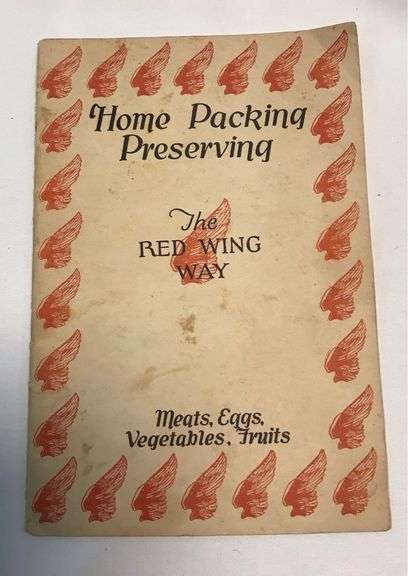 Home Packing
Preserving
The
RED WING
WAY
Meats, Eggs,
Vegetables, Fruits